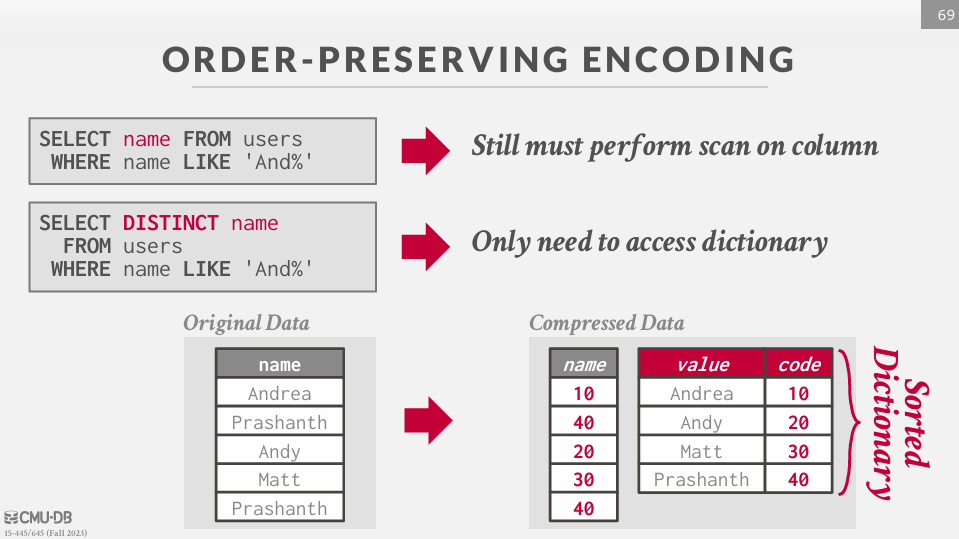 69
ORDER-PRESERVING ENCODING
SELECT name FROM users
WHERE name LIKE 'And%'
Still must perform scan on column
SELECT DISTINCT name
FROM users
WHERE name LIKE 'And%'
Only need to access dictionary
Original Data
name
Andrea
Prashanth
Andy
Matt
Prashanth
Compressed Data
name
10
40
20
30
40
value code
Andrea 10
Andy 20
Matt 30
Prashanth 40
Sorted
Dictionary
CMU-DB
15-445/645 (Fall 2023)